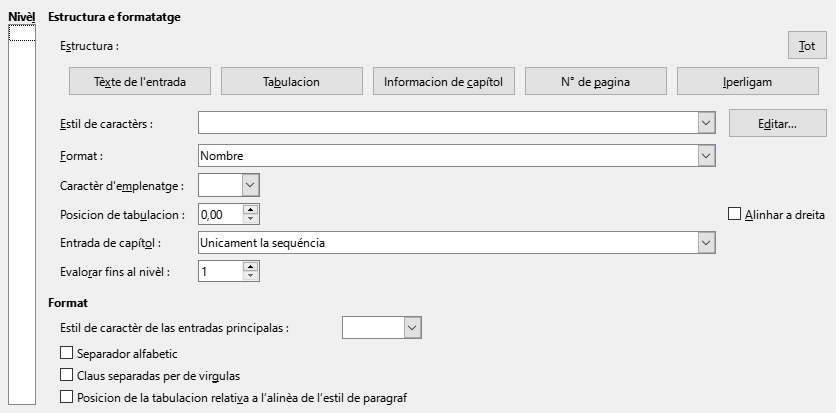 Nivèl Estructura e formatatge
Estructura : Tot
Tèxte de l'entrada Tabulacion Informacion de capítol N° de pagina Iperligam
Estil de caractèrs : Editar...
Format : Nombre
Caractèr d'emplenatge :
Posicion de tabulacion : 0,00 Alinhar a dreita
Entrada de capítol : Unicament la sequéncia
Evalorar fins al nivèl : 1
Format
Estil de caractèr de las entradas principalas :
Separador alfabetic
Claus separadas per de virgulas
Posicion de la tabulacion relativa a l'alinèa de l'estil de paragraf